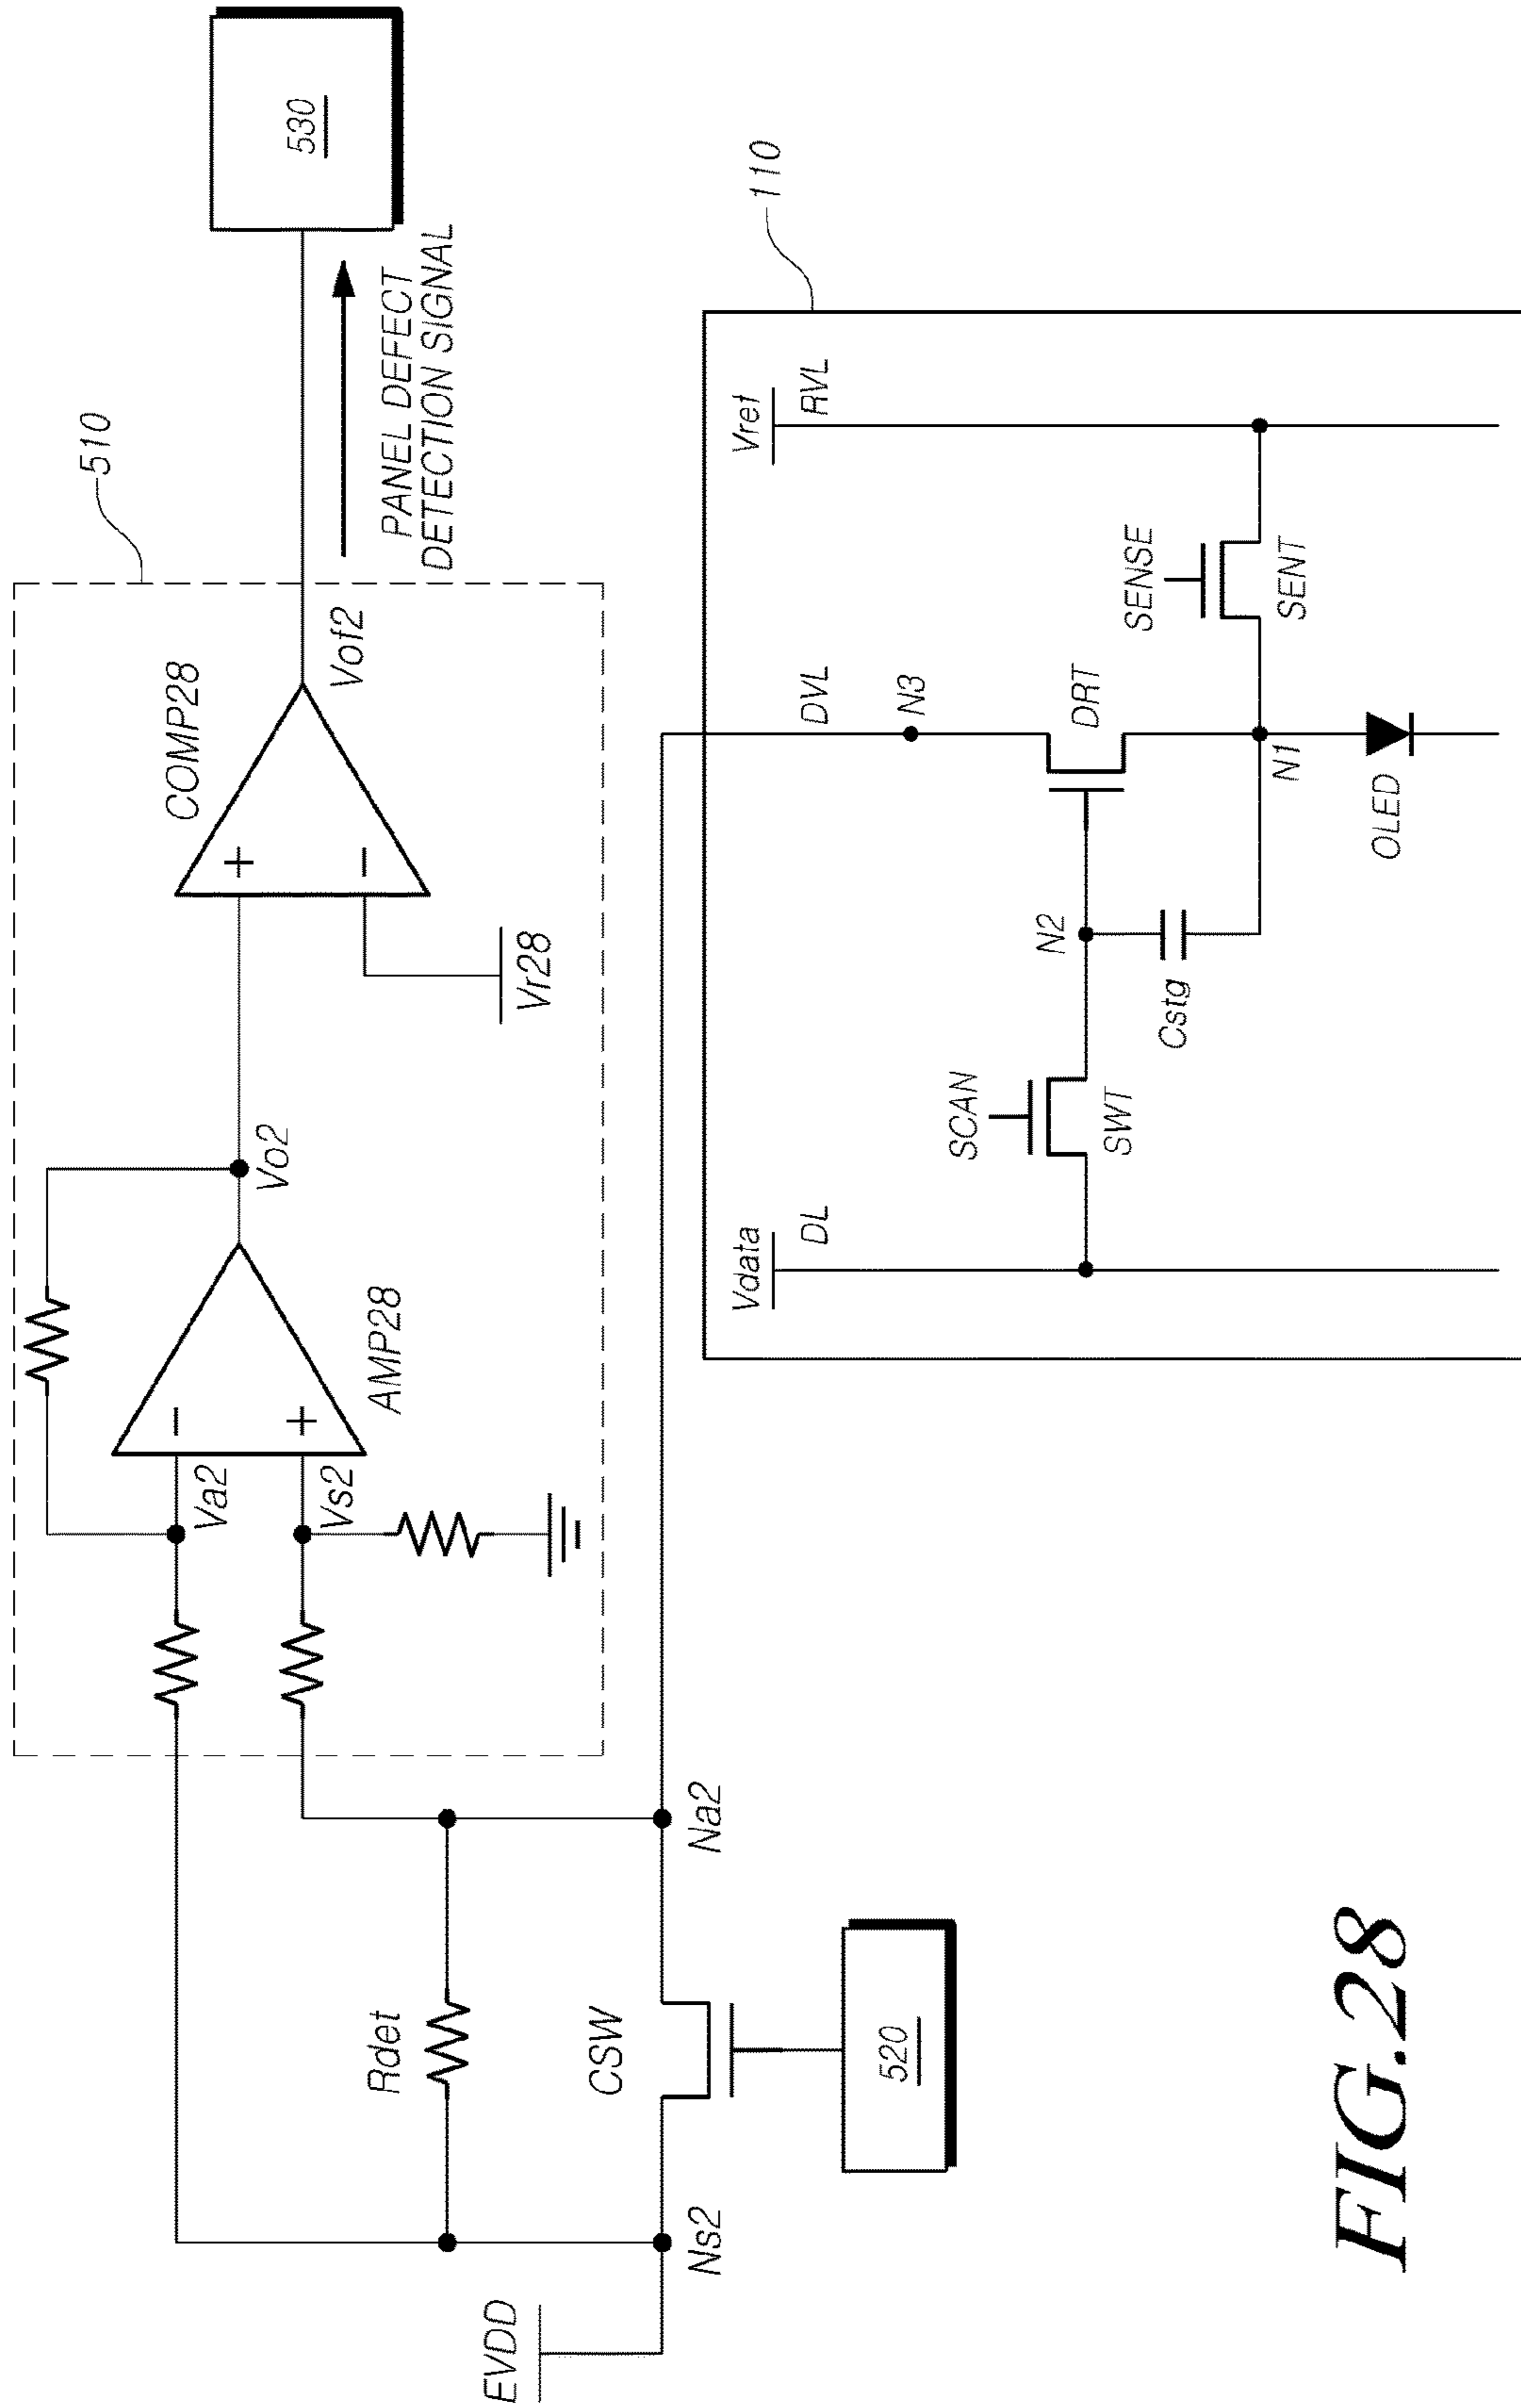 510
COMP28
Vo2
Va2
AMP28
Vs2
Vr28
Vof2
530
PANEL DEFECT
DETECTION SIGNAL
Rdet
CSW
EVDD
Ns2
Na2
520
110
Vdata
DL
DVL
Vref
RVL
N3
SCAN
SWT
N2
DRT
SENSE
SENT
Cstg
N1
OLED
FIG.28